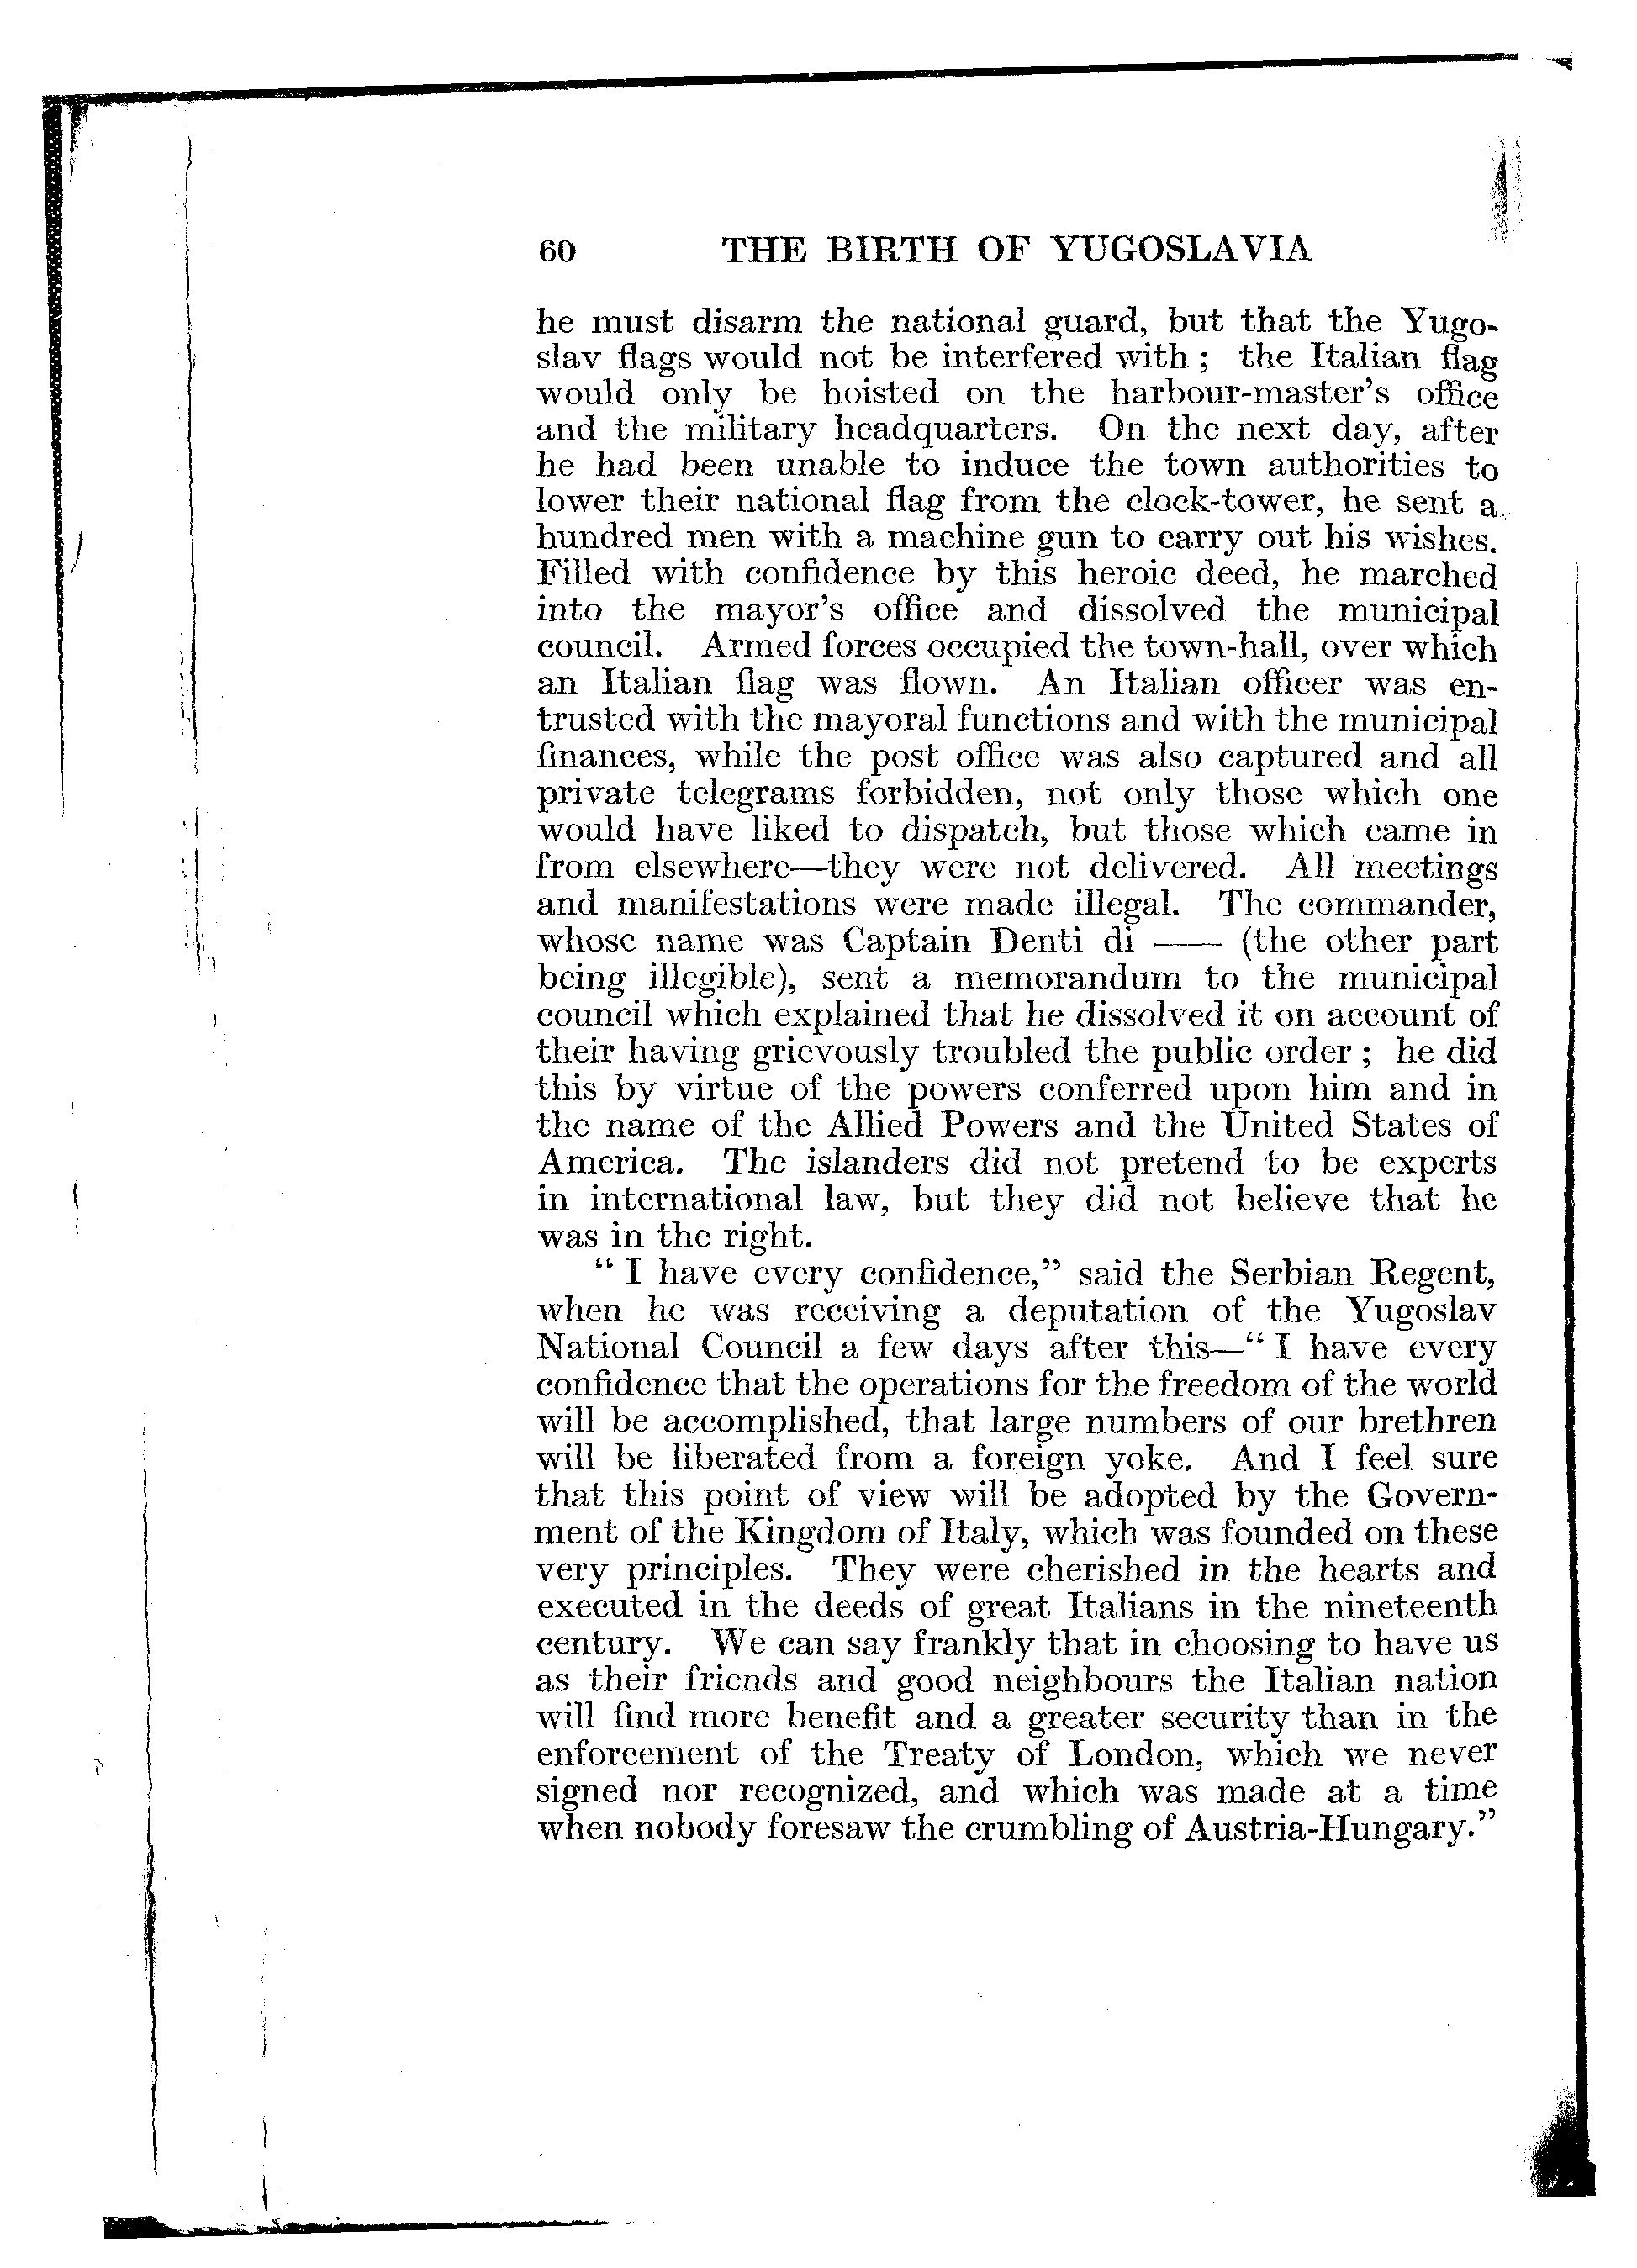 60 THE BIRTH OF YUGOSLAVIA
he must disarm the national guard, but that the Yugo-
slav flags would not be interfered with ; the Italian flag
would only be hoisted on the harbour-master's office
and the military headquarters. On the next day, after
he had been unable to induce the town authorities to
lower their national flag from the clock-tower, he sent a
hundred men with a machine gun to carry out his wishes.
Filled with confidence by this heroic deed, he marched
into the mayor's office and dissolved the municipal
council. Armed forces occupied the town-hall, over which
an Italian flag was flown. An Italian officer was en-
trusted with the mayoral functions and with the municipal
finances, while the post office was also captured and all
private telegrams forbidden, not only those which one
would have liked to dispatch, but those which came in
from elsewhere—they were not delivered. All meetings
and manifestations were made illegal. The commander,
whose name was Captain Denti di —— (the other part
being illegible), sent a memorandum to the municipal
council which explained that he dissolved it on account of
their having grievously troubled the public order ; he did
this by virtue of the powers conferred upon him and in
the name of the Allied Powers and the United States of
America. The islanders did not pretend to be experts
in international law, but they did not believe that he
was in the right.
“ I have every confidence,” said the Serbian Regent,
when he was receiving a deputation of the Yugoslav
National Council a few days after this—“ I have every
confidence that the operations for the freedom of the world
will be accomplished, that large numbers of our brethren
will be liberated from a foreign yoke. And I feel sure
that this point of view will be adopted by the Govern-
ment of the Kingdom of Italy, which was founded on these
very principles. They were cherished in the hearts and
executed in the deeds of great Italians in the nineteenth
century. We can say frankly that in choosing to have us
as their friends and good neighbours the Italian nation
will find more benefit and a greater security than in the
enforcement of the Treaty of London, which we never
signed nor recognized, and which was made at a time
when nobody foresaw the crumbling of Austria-Hungary.”